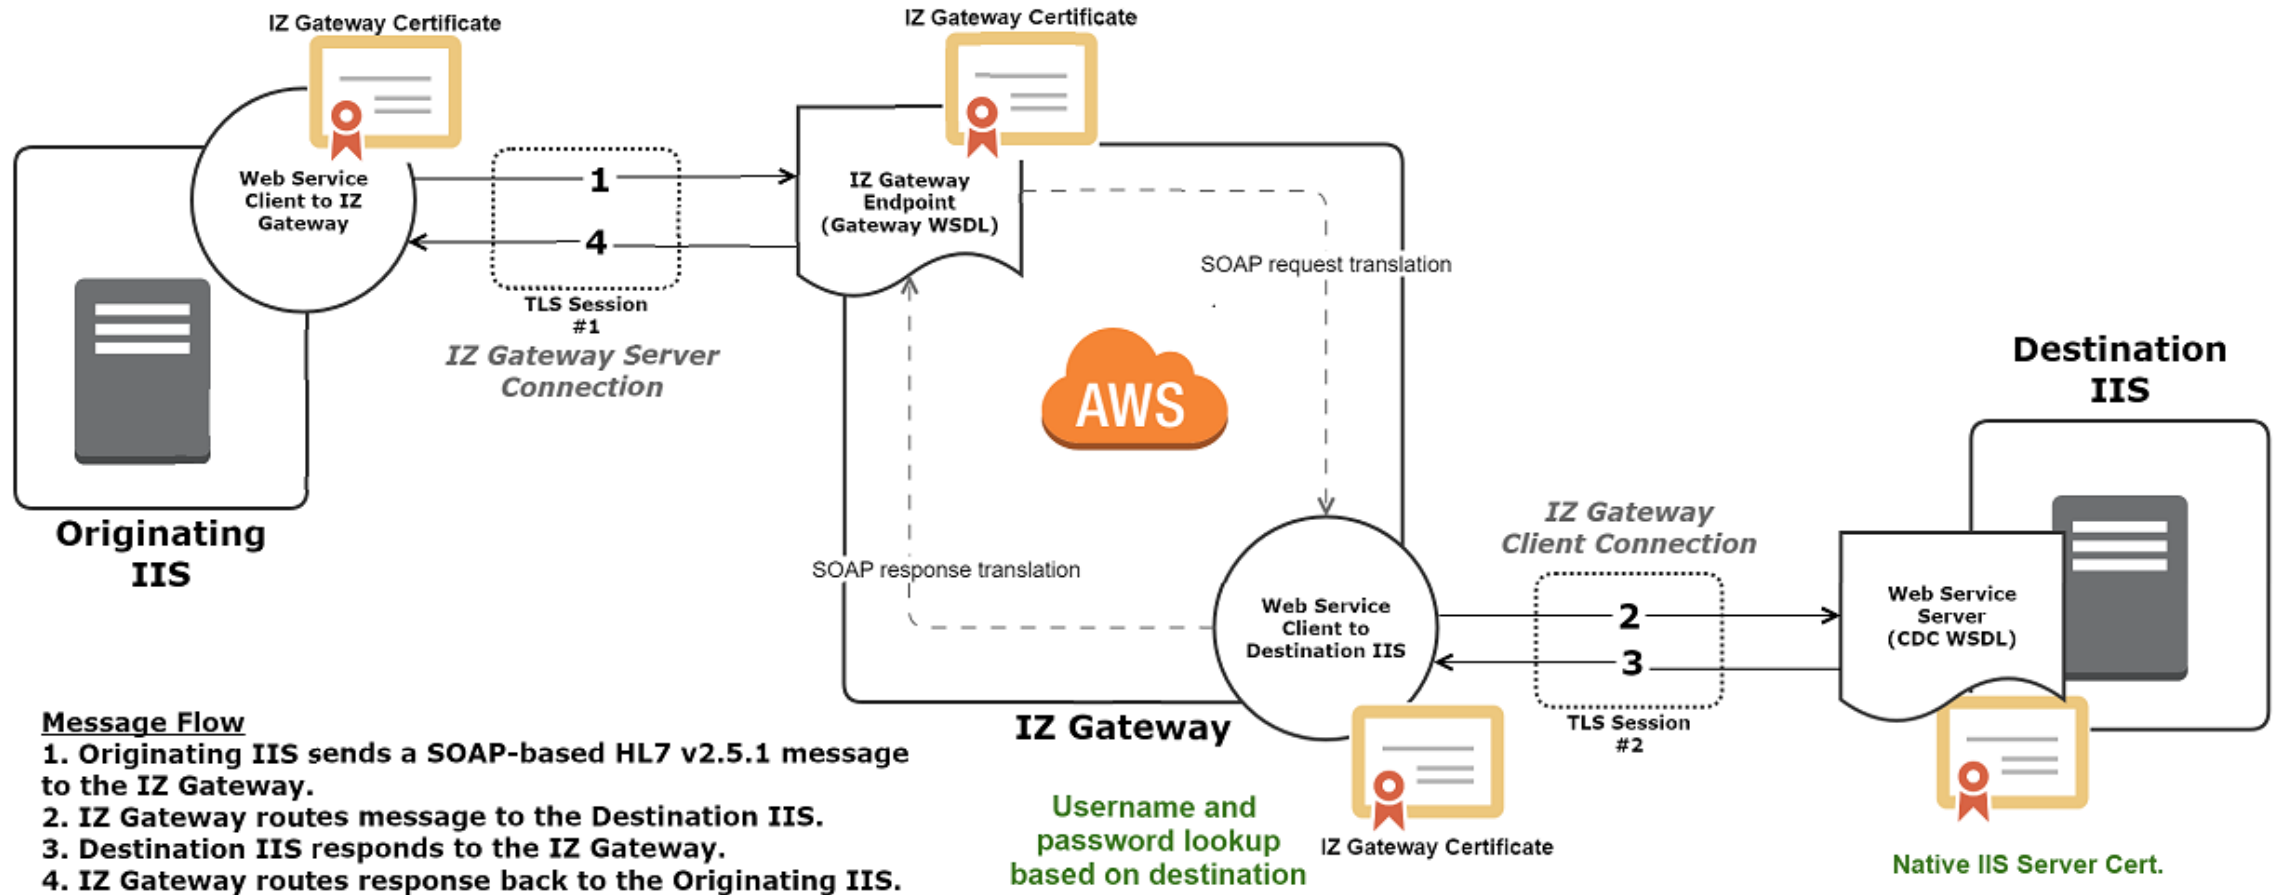 IZ Gateway Certificate
IZ Gateway Certificate
Web Service
Client to IZ
Gateway
1
4
TLS Session
#1
IZ Gateway Server
Connection
IZ Gateway
Endpoint
(Gateway WSDL)
SOAP request translation
AWS
SOAP response translation
Originating
IIS
Destination
IIS
IZ Gateway
Client Connection
Web Service
Client to
Destination IIS
2
3
TLS Session
#2
Web Service
Server
(CDC WSDL)
IZ Gateway
Message Flow
1. Originating IIS sends a SOAP-based HL7 v2.5.1 message
to the IZ Gateway.
2. IZ Gateway routes message to the Destination IIS.
3. Destination IIS responds to the IZ Gateway.
4. IZ Gateway routes response back to the Originating IIS.
Username and
password lookup
based on destination
IZ Gateway Certificate
Native IIS Server Cert.